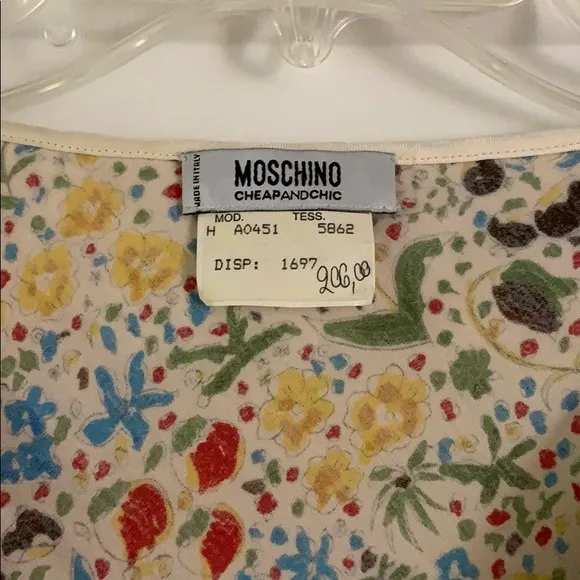 MADE IN ITALY
MOSCHINO
CHEAPANDCHIC
MOD. TESS.
H A0451 5862
DISP: 1697
206,00